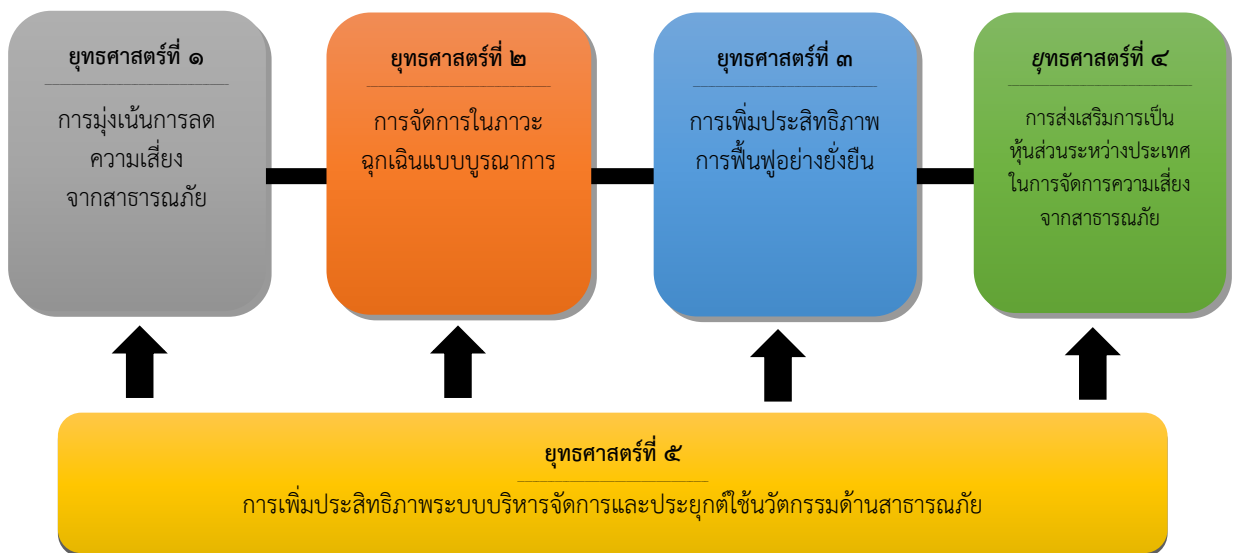 ยุทธศาสตร์ที่ ๑
การมุ่งเน้นการลด
ความเสี่ยง
จากสาธารณภัย
ยุทธศาสตร์ที่ ๒
การจัดการในภาวะ
ฉุกเฉินแบบบูรณาการ
ยุทธศาสตร์ที่ ๓
การเพิ่มประสิทธิภาพ
การฟื้นฟูอย่างยั่งยืน
ยุทธศาสตร์ที่ ๔
การส่งเสริมการเป็น
หุ้นส่วนระหว่างประเทศ
ในการจัดการความเสี่ยง
จากสาธารณภัย
ยุทธศาสตร์ที่ ๕
การเพิ่มประสิทธิภาพระบบบริหารจัดการและประยุกต์ใช้นวัตกรรมด้านสาธารณภัย